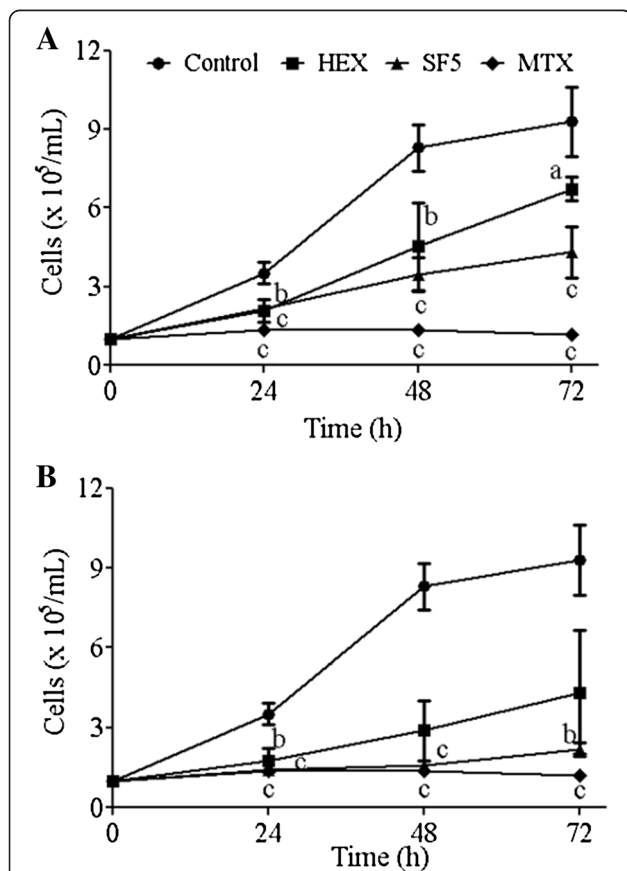 A
12
Control HEX SF5 MTX
9
a
6
b
Cells (x 10⁵/mL)
3
b
c
c
c
c
c
c
0
0 24 48 72
Time (h)
B
12
9
6
Cells (x 10⁵/mL)
3
b
b
c
c
c
c
c
0
0 24 48 72
Time (h)